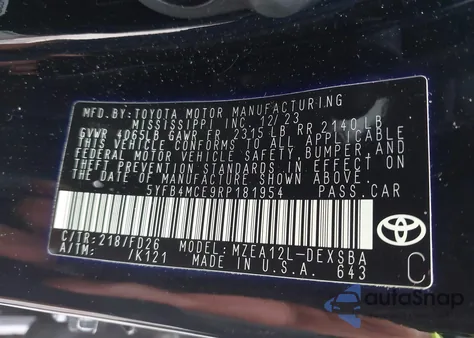 MFD.BY: TOYOTA MOTOR MANUFACTURING
MISSISSIPPI INC. 12/23
GVWR 4065LB GAWR FR 2315LB RR 2140LB
THIS VEHICLE CONFORMS TO ALL APPLICABLE
FEDERAL MOTOR VEHICLE SAFETY, BUMPER, AND
THEFT PREVENTION STANDARDS IN EFFECT ON
THE DATE OF MANUFACTURE SHOWN ABOVE.
5YFB4MCE9RP181954 PASS.CAR
C/TR:218/FD26 MODEL:MZEA12L-DEXSBA
A/TM: /K121 MADE IN U.S.A. 643
C
TOYOTA
autoSnap